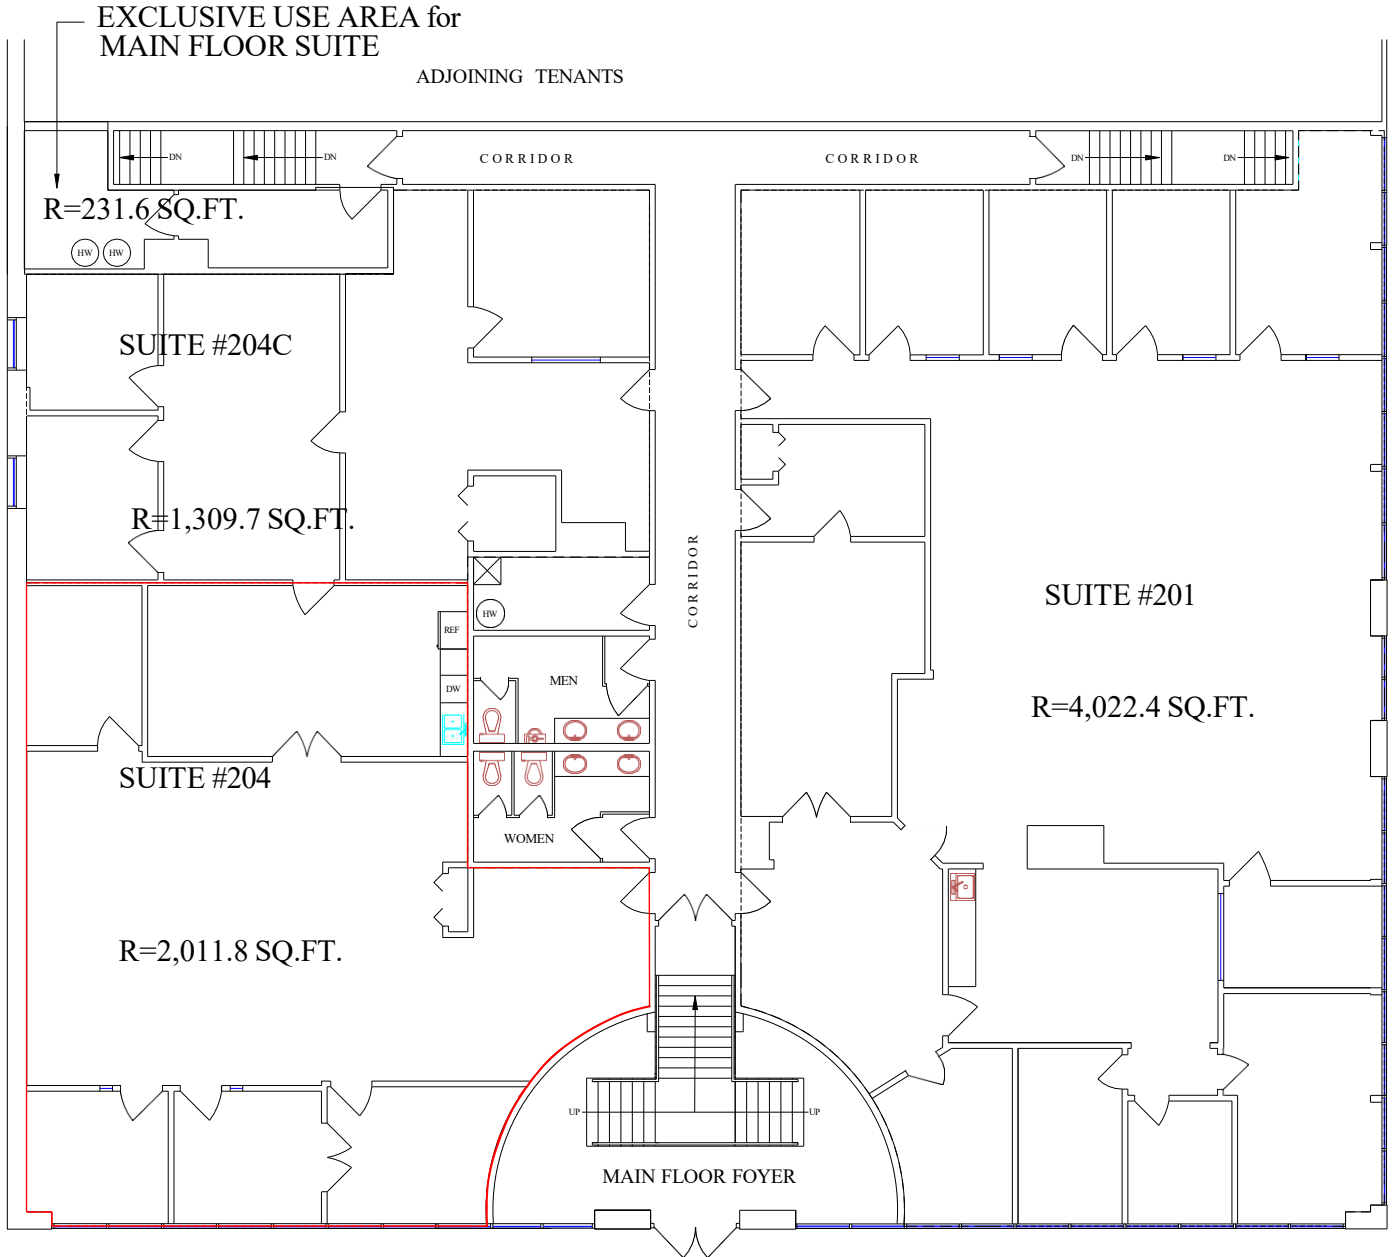 EXCLUSIVE USE AREA for
MAIN FLOOR SUITE
ADJOINING TENANTS
DN
DN
CORRIDOR
CORRIDOR
DN
DN
R=231.6 SQ.FT.
HW
HW
SUITE #204C
R=1,309.7 SQ.FT.
CORRIDOR
SUITE #201
HW
REF
MEN
DW
R=4,022.4 SQ.FT.
SUITE #204
WOMEN
R=2,011.8 SQ.FT.
UP
UP
MAIN FLOOR FOYER